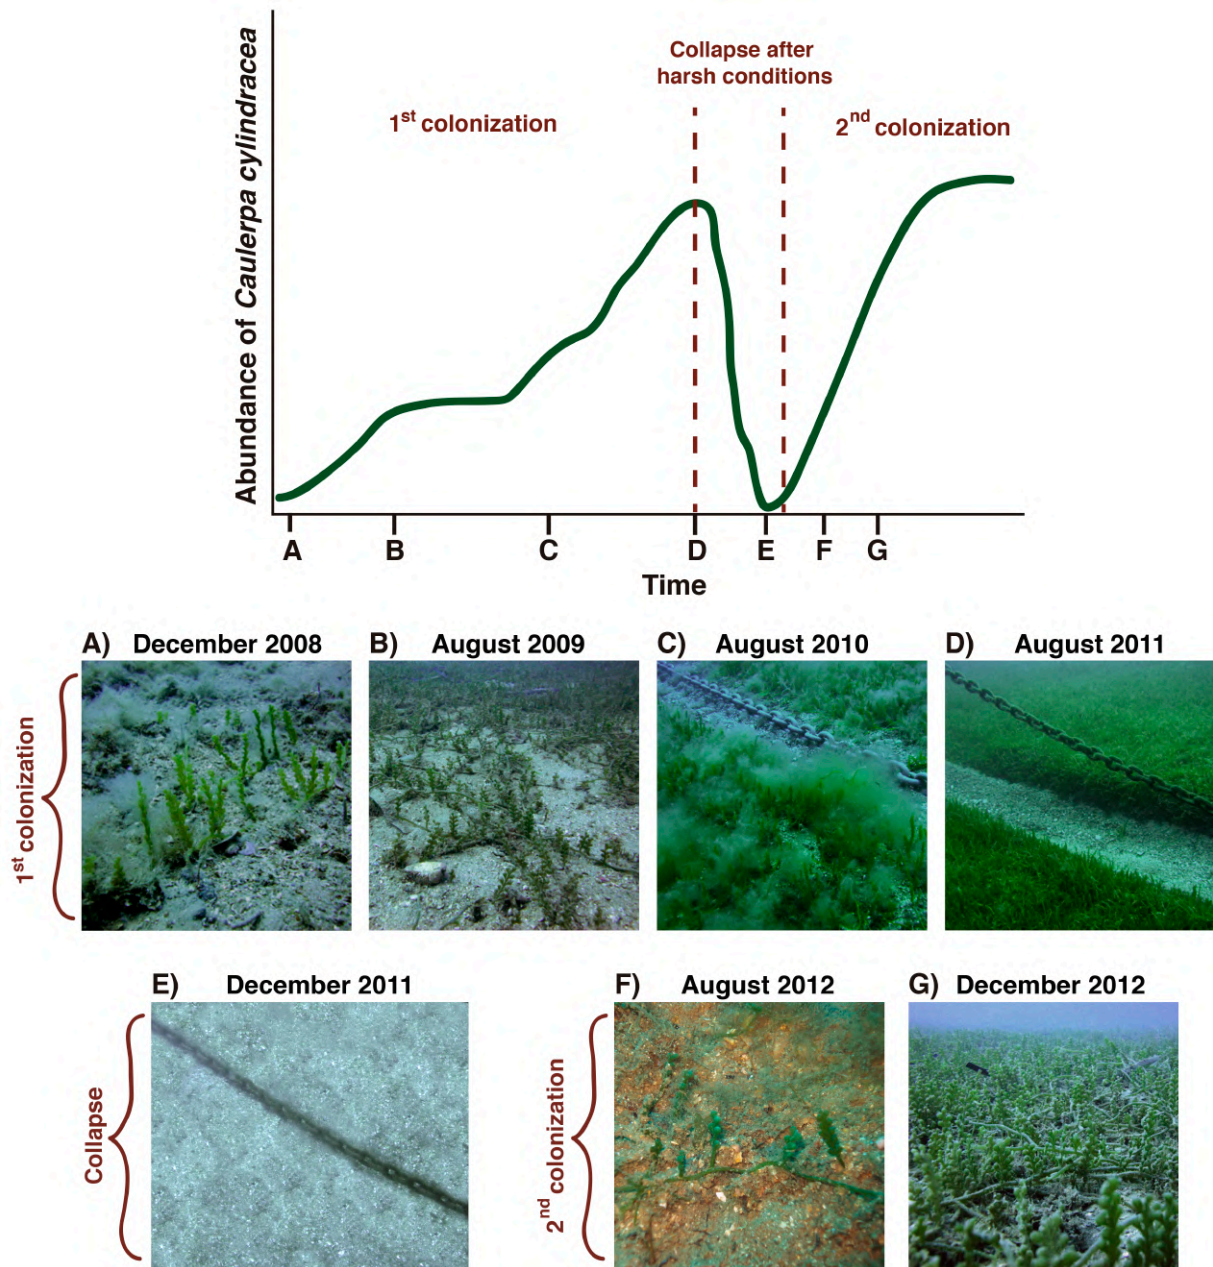 Abundance of Caulerpa cylindracea
Collapse after
harsh conditions
1st colonization
2nd colonization
A B C D E F G
Time
A) December 2008
B) August 2009
C) August 2010
D) August 2011
1st colonization
E) December 2011
F) August 2012
G) December 2012
Collapse
2nd colonization